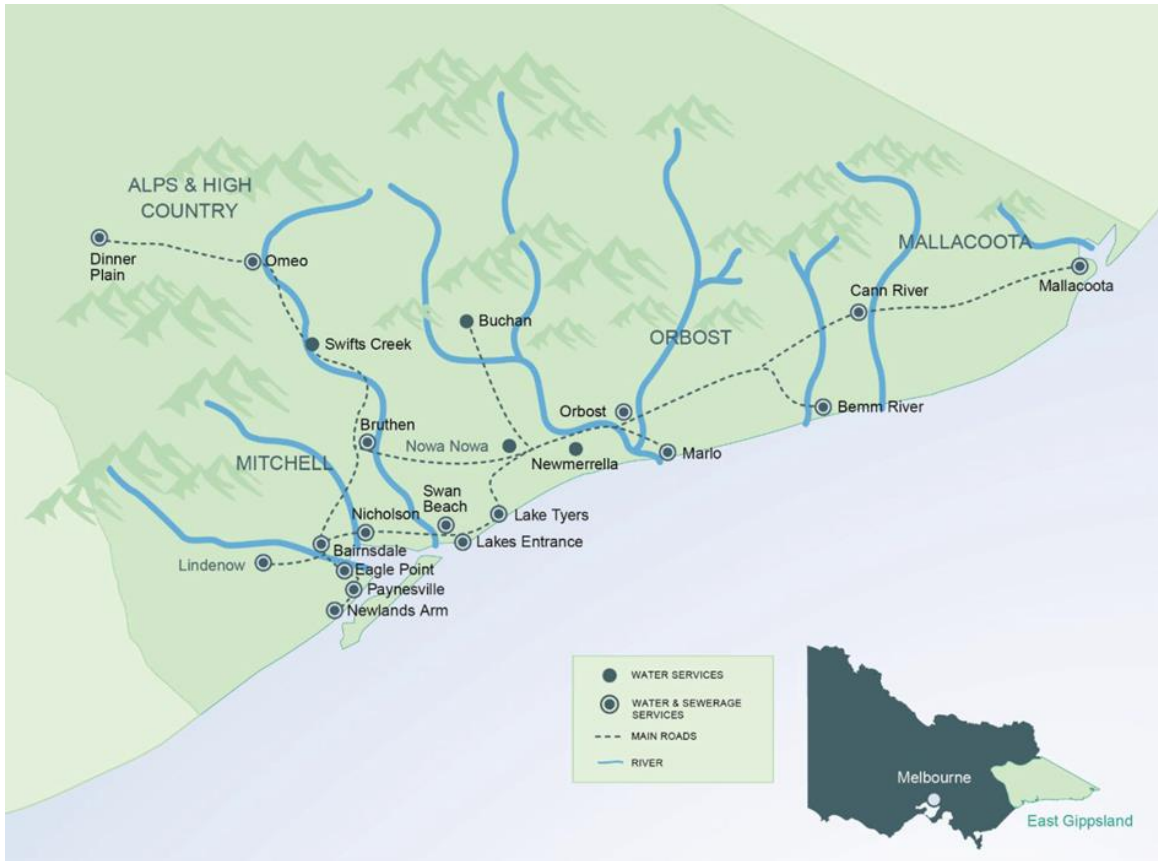 ALPS & HIGH
COUNTRY
Dinner
Plain
Omeo
MALLACOOTA
Mallacoota
Cann River
Buchan
Swifts Creek
ORBOST
Orbost
Bemm River
Bruthen
Nowa Nowa
Newmerrella
Marlo
MITCHELL
Swan
Beach
Nicholson
Lake Tyers
Lakes Entrance
Bairnsdale
Lindenow
Eagle Point
Paynesville
Newlands Arm
WATER SERVICES
WATER & SEWERAGE
SERVICES
MAIN ROADS
RIVER
Melbourne
East Gippsland